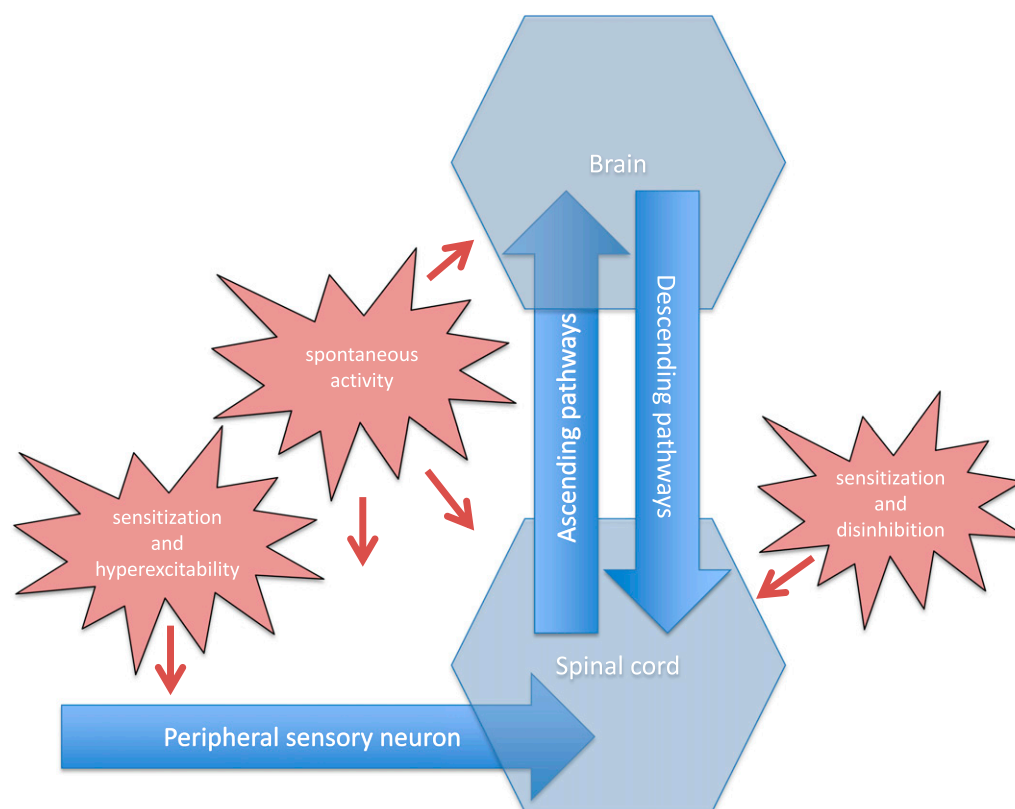 Brain
Ascending pathways
Descending pathways
spontaneous
activity
sensitization
and
hyperexcitability
sensitization
and
disinhibition
Spinal cord
Peripheral sensory neuron